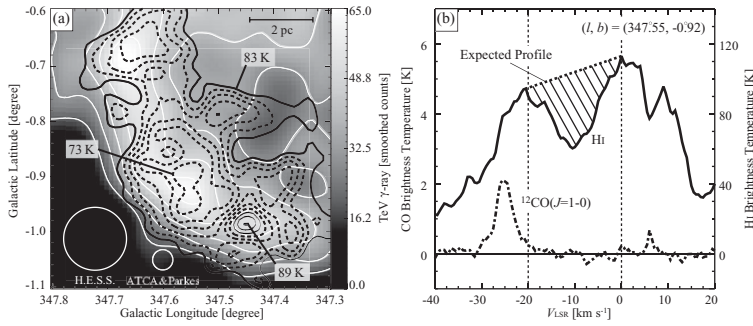 (a)
2 pc
83 K
73 K
89 K
H.E.S.S.
ATCA&Parkes
-0.6
-0.7
-0.8
-0.9
-1.0
-1.1
Galactic Latitude [degree]
347.8
347.7
347.6
347.5
347.4
347.3
Galactic Longitude [degree]
65.0
48.8
32.5
16.2
0.0
TeV γ-ray [smoothed counts]
(b)
(l, b) = (347.°55, -0.°92)
Expected Profile
HI
¹²CO(J=1-0)
6
4
2
0
CO Brightness Temperature [K]
120
80
40
0
HI Brightness Temperature [K]
-40
-30
-20
-10
0
10
20
VLSR [km s⁻¹]